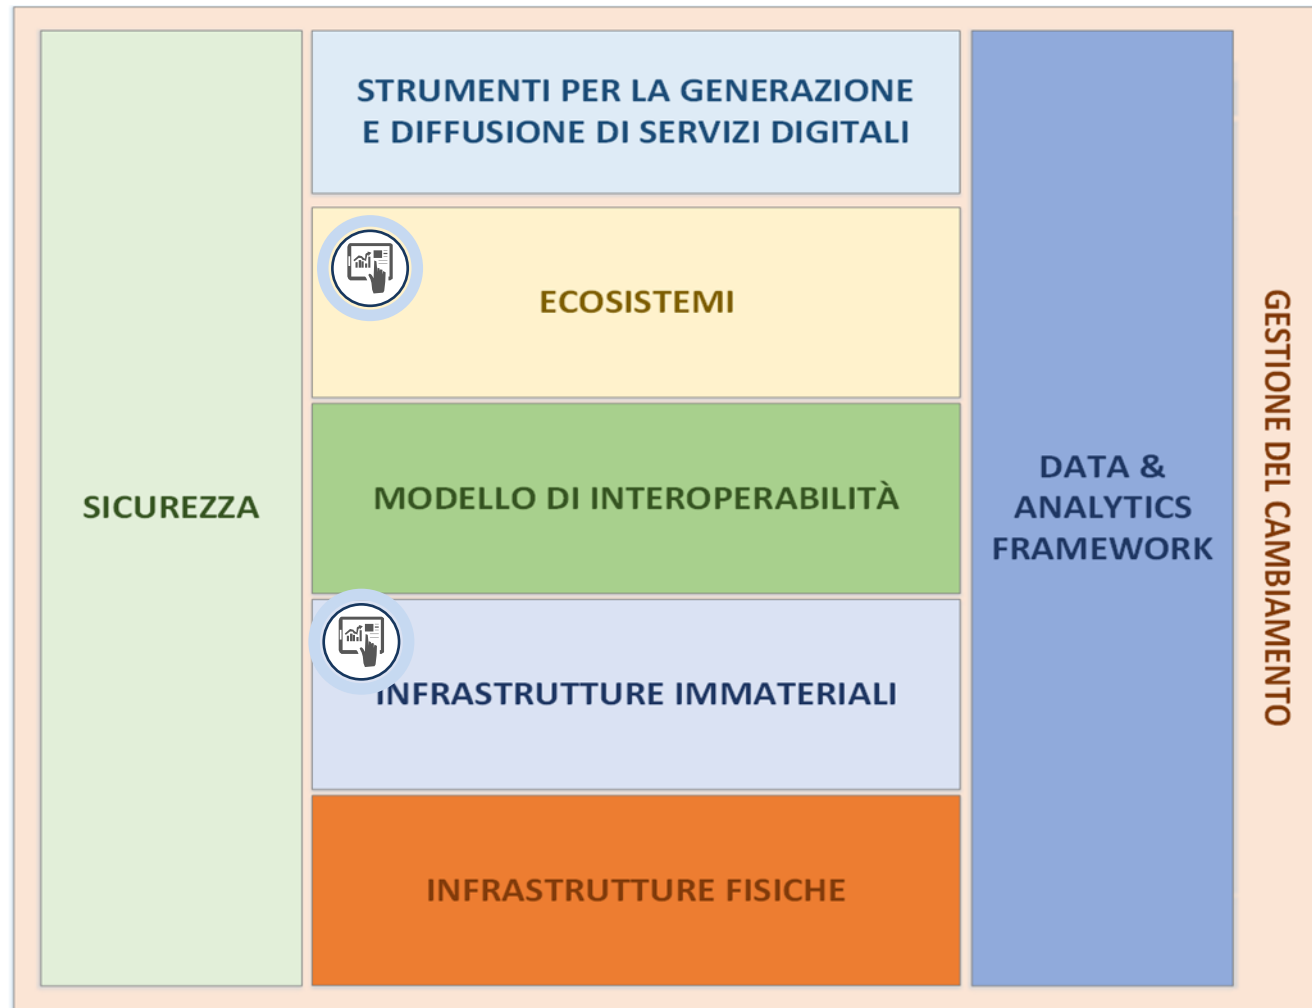 STRUMENTI PER LA GENERAZIONE
E DIFFUSIONE DI SERVIZI DIGITALI
ECOSISTEMI
SICUREZZA
MODELLO DI INTEROPERABILITÀ
DATA &
ANALYTICS
FRAMEWORK
GESTIONE DEL CAMBIAMENTO
INFRASTRUTTURE IMMATERIALI
INFRASTRUTTURE FISICHE